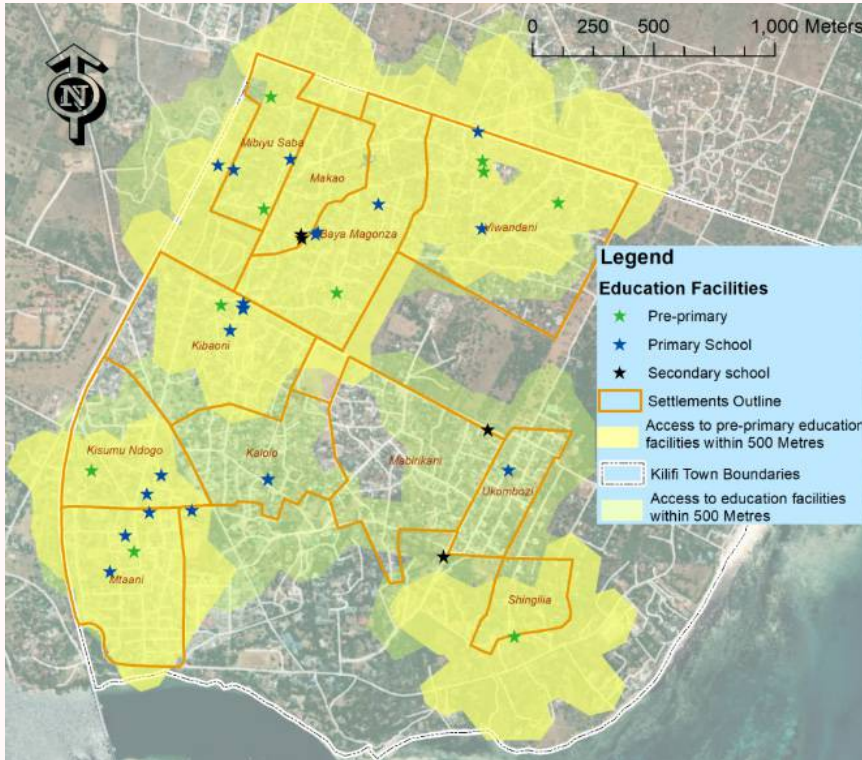 0 250 500 1,000 Meters
N
Mibiyu Saba
Makao
Baya Magonza
Viwandani
Kibaoni
Kisumu Ndogo
Kalolo
Mabirikani
Ukombozi
Mtaani
Shingilia
Legend
Education Facilities
Pre-primary
Primary School
Secondary school
Settlements Outline
Access to pre-primary education
facilities within 500 Metres
Kilifi Town Boundaries
Access to education facilities
within 500 Metres